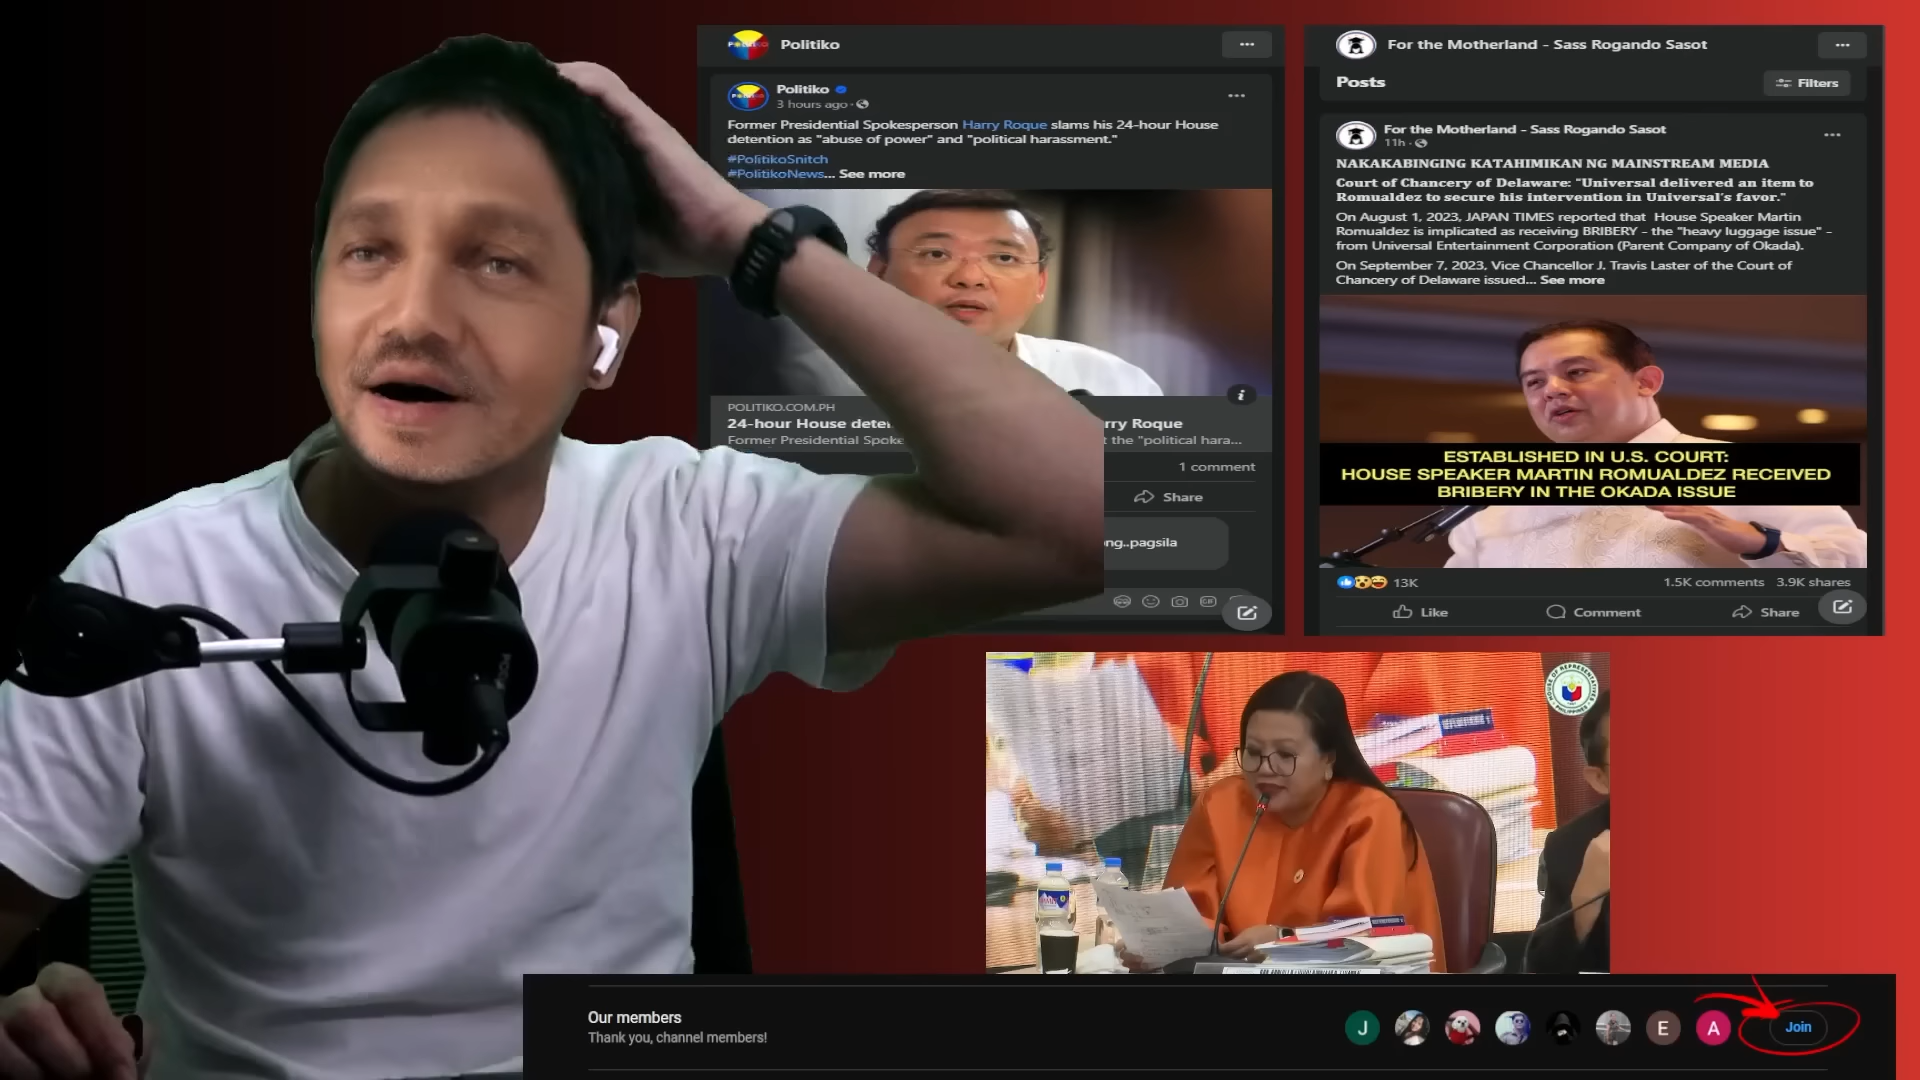 Politiko
Politiko
3 hours ago
Former Presidential Spokesperson Harry Roque slams his 24-hour House
detention as "abuse of power" and "political harassment."
#PolitikoSnitch
#PolitikoNews... See more
POLITIKO.COM.PH
24-hour House
rry Roque
Former Presidential
t the "political hara...
1 comment
Share
ng..pagsila
GIF
For the Motherland - Sass Rogando Sasot
Posts
Filters
For the Motherland - Sass Rogando Sasot
11h
NAKAKABINGING KATAHIMIKAN NG MAINSTREAM MEDIA
Court of Chancery of Delaware: "Universal delivered an item to
Romualdez to secure his intervention in Universal's favor."
On August 1, 2023, JAPAN TIMES reported that House Speaker Martin
Romualdez is implicated as receiving BRIBERY - the "heavy luggage issue" -
from Universal Entertainment Corporation (Parent Company of Okada).
On September 7, 2023, Vice Chancellor J. Travis Laster of the Court of
Chancery of Delaware issued... See more
ESTABLISHED IN U.S. COURT:
HOUSE SPEAKER MARTIN ROMUALDEZ RECEIVED
BRIBERY IN THE OKADA ISSUE
13K
1.5K comments 3.9K shares
Like
Comment
Share
HOUSE OF REPRESENTATIVES
PHILIPPINES
Our members
Thank you, channel members!
J
E
A
Join